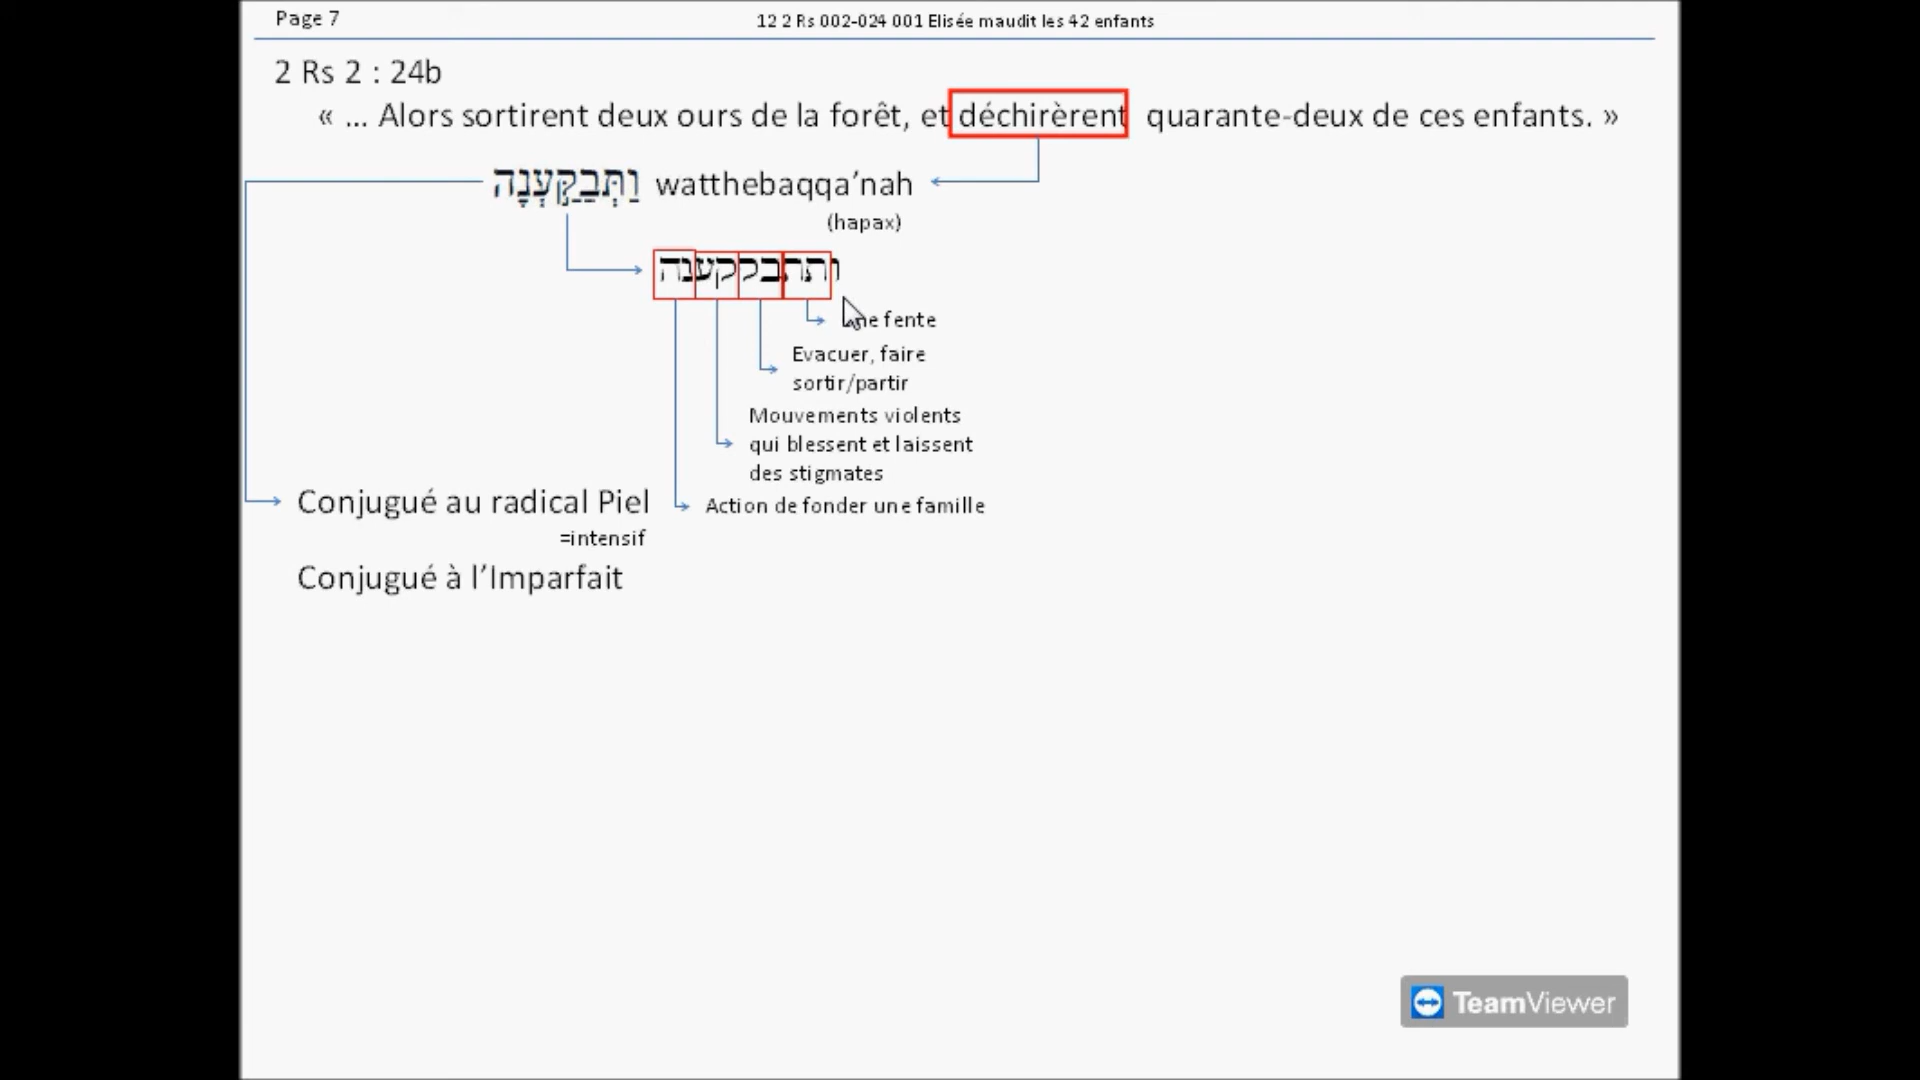 Page 7
12 2 Rs 002-024 001 Elisée maudit les 42 enfants
2 Rs 2 : 24b
« ... Alors sortirent deux ours de la forêt, et déchirèrent quarante-deux de ces enfants. »
וַתְּבַקַּעְנָה watthebaqqa’nah
(hapax)
ותתבקקענה
fente
Evacuer, faire
sortir/partir
Mouvements violents
qui blessent et laissent
des stigmates
Conjugué au radical Piel
Action de fonder une famille
=intensif
Conjugué à l’Imparfait
TeamViewer